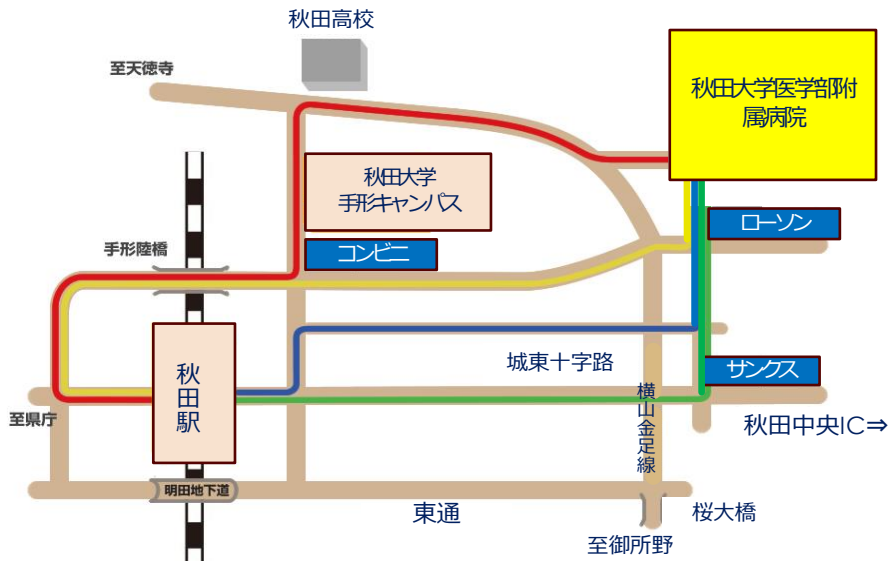 秋田高校
至天徳寺
秋田大学医学部附
属病院
秋田大学
手形キャンパス
ローソン
手形陸橋
コンビニ
秋田駅
城東十字路
サンクス
横山金足線
至県庁
秋田中央IC⇒
明田地下道
東通
桜大橋
至御所野